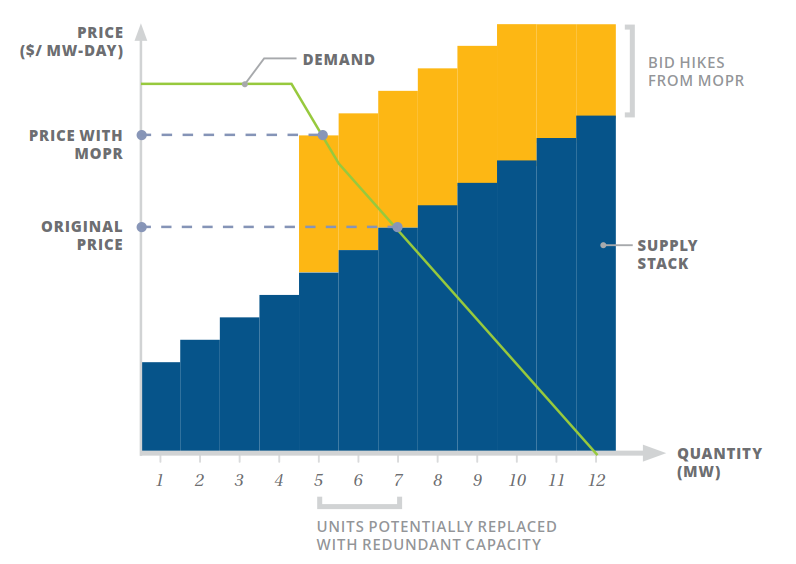 PRICE
($/ MW-DAY)
DEMAND
BID HIKES
FROM MOPR
PRICE WITH
MOPR
ORIGINAL
PRICE
SUPPLY
STACK
QUANTITY
(MW)
1 2 3 4 5 6 7 8 9 10 11 12
UNITS POTENTIALLY REPLACED
WITH REDUNDANT CAPACITY